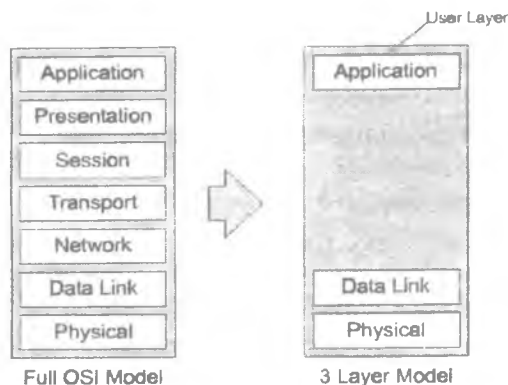 User Layer
Application
Presentation
Session
Transport
Network
Data Link
Physical
Full OSI Model
Application
Data Link
Physical
3 Layer Model